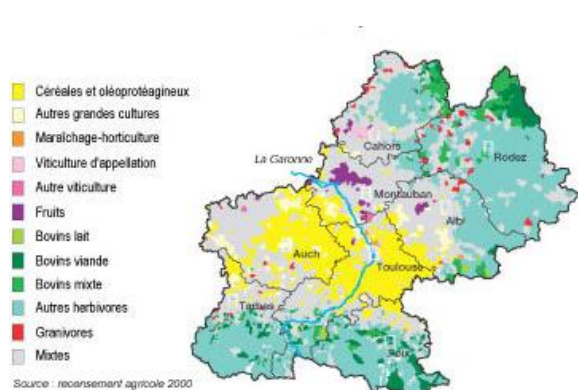 Céréales et oléoprotéagineux
Autres grandes cultures
Maraîchage-horticulture
Viticulture d'appellation
Autre viticulture
Fruits
Bovins lait
Bovins viande
Bovins mixte
Autres herbivores
Granivores
Mixtes
La Garonne
Cahors
Rodez
Montauban
Albi
Auch
Toulouse
Tarbes
Foix
Source : recensement agricole 2000